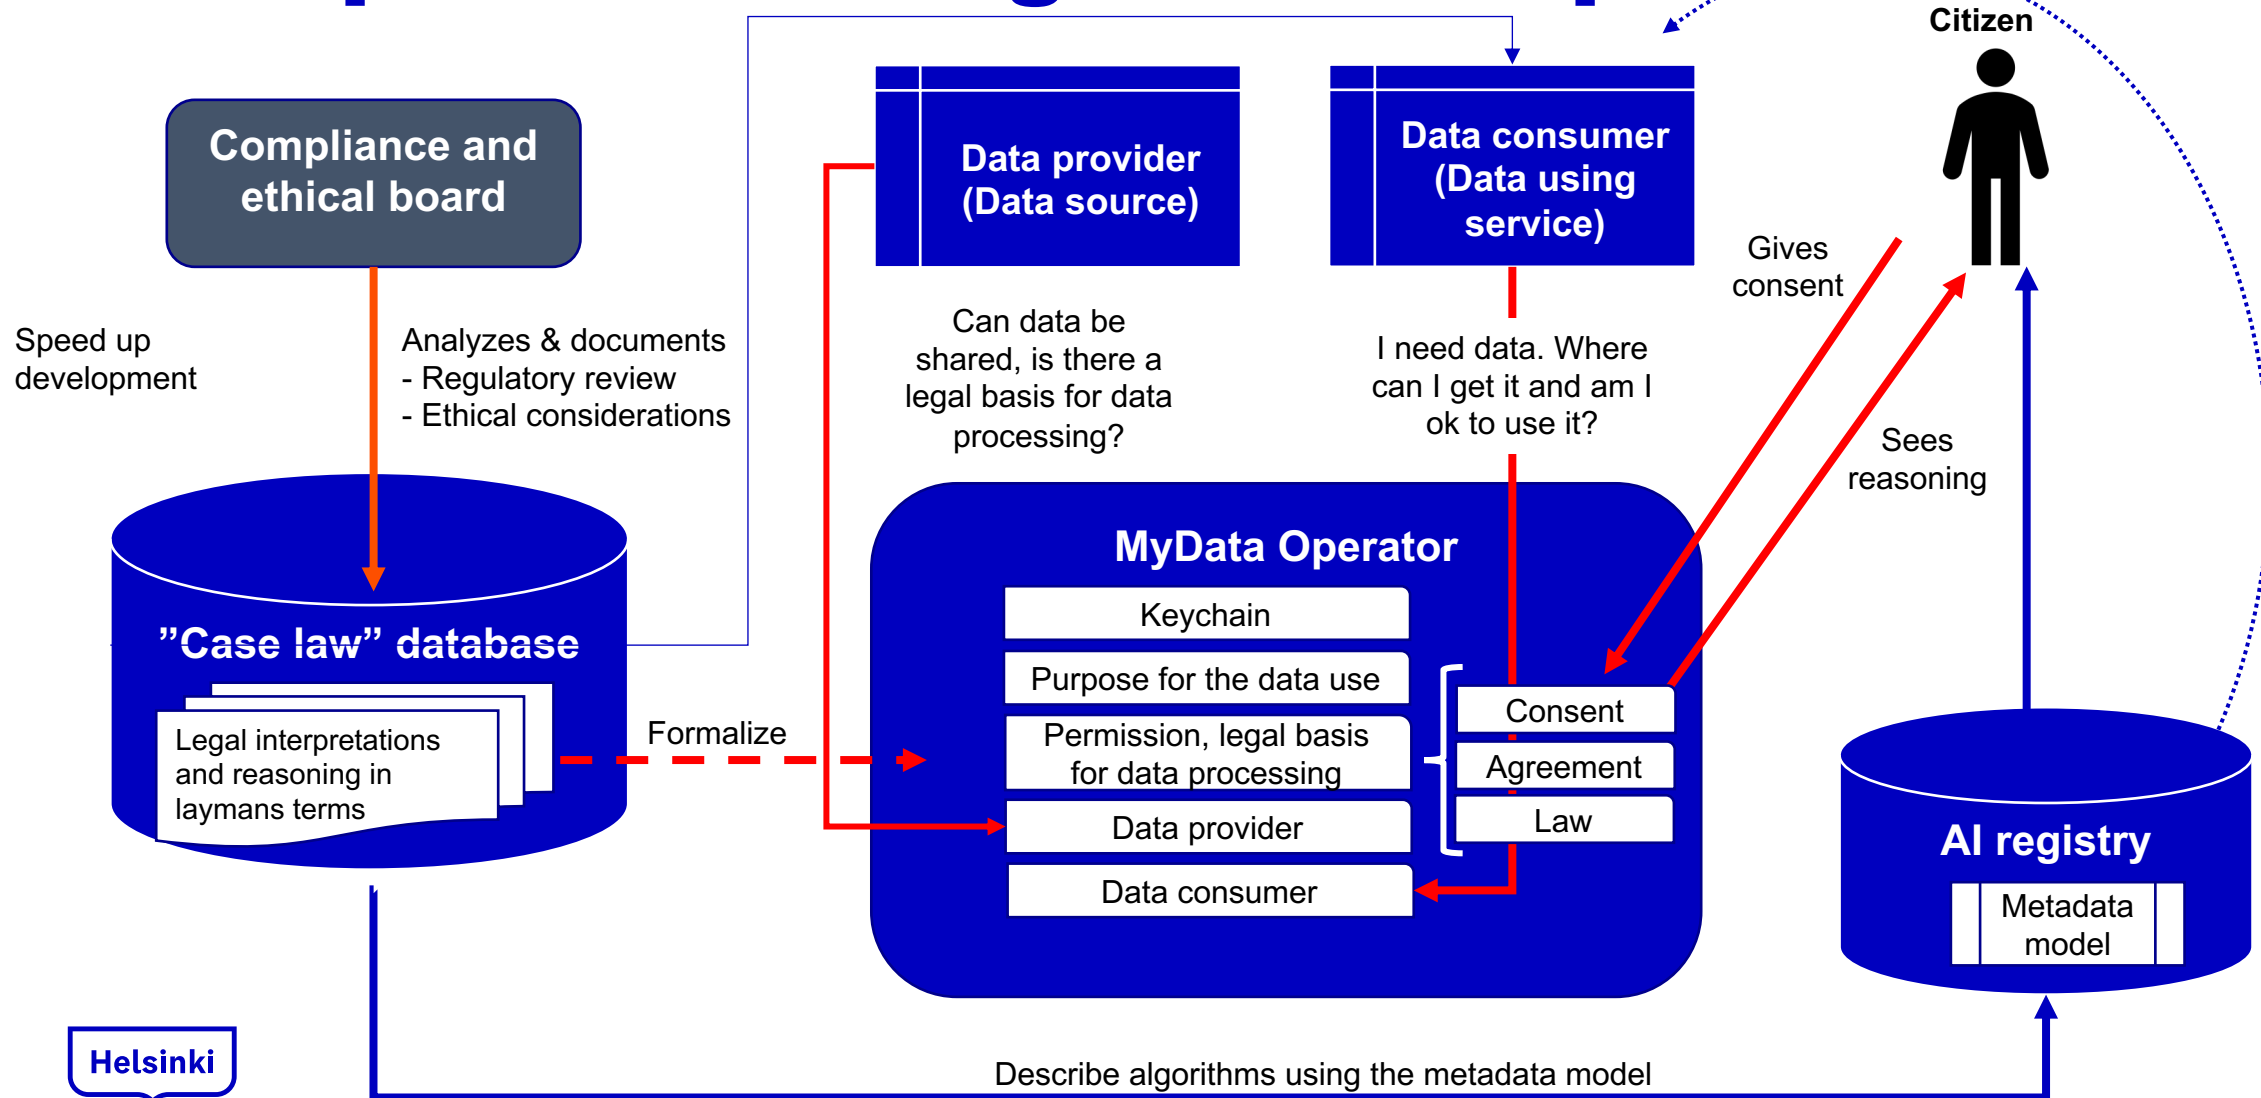 Citizen
Compliance and
ethical board
Data provider
(Data source)
Data consumer
(Data using
service)
Gives
consent
Speed up
development
Analyzes & documents
- Regulatory review
- Ethical considerations
Can data be
shared, is there a
legal basis for data
processing?
I need data. Where
can I get it and am I
ok to use it?
Sees
reasoning
”Case law” database
Legal interpretations
and reasoning in
laymans terms
Formalize
MyData Operator
Keychain
Purpose for the data use
Permission, legal basis
for data processing
Data provider
Data consumer
Consent
Agreement
Law
AI registry
Metadata
model
Helsinki
Describe algorithms using the metadata model